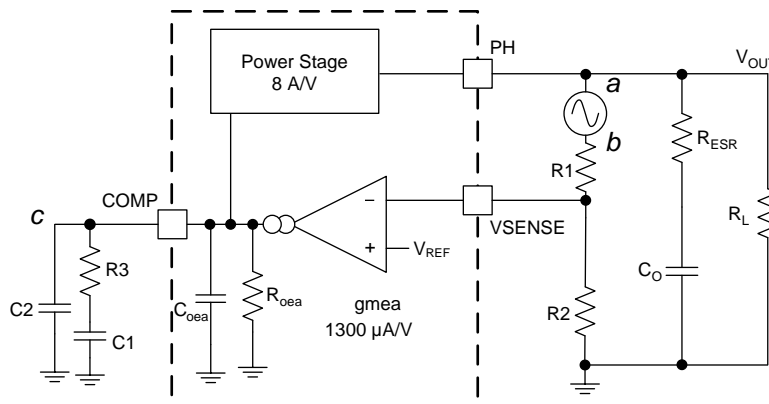 Power Stage
8 A/V
PH
VOUT
a
b
RESR
R1
COMP
c
VSENSE
RL
R3
VREF
CO
C2
Coea
Roea
gmea
1300 µA/V
R2
C1